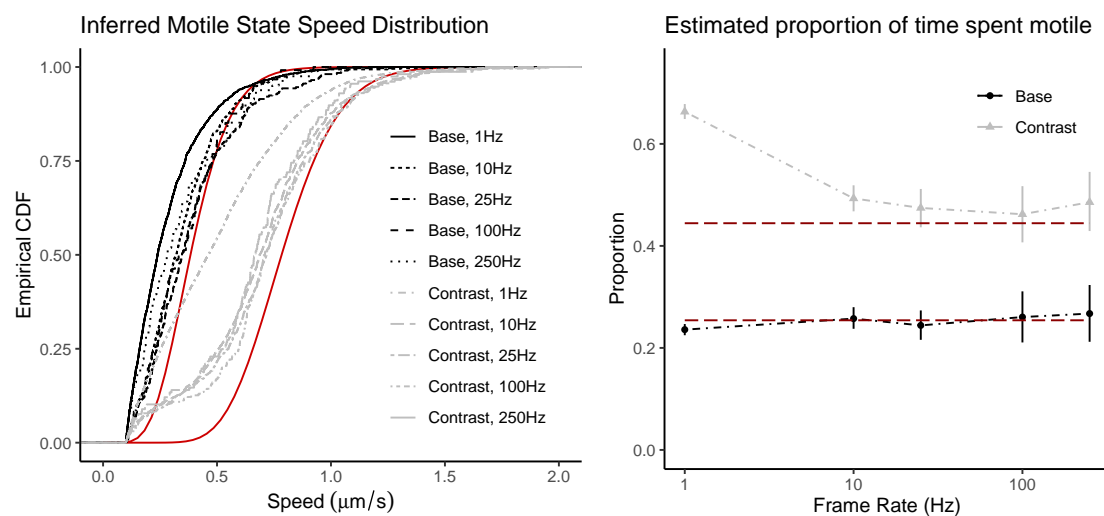 Inferred Motile State Speed Distribution
Empirical CDF
1.00
0.75
0.50
0.25
0.00
0.0
0.5
1.0
1.5
2.0
Speed (μm/s)
Base, 1Hz
Base, 10Hz
Base, 25Hz
Base, 100Hz
Base, 250Hz
Contrast, 1Hz
Contrast, 10Hz
Contrast, 25Hz
Contrast, 100Hz
Contrast, 250Hz
Estimated proportion of time spent motile
Proportion
0.6
0.4
0.2
0.0
1
10
100
Frame Rate (Hz)
Base
Contrast